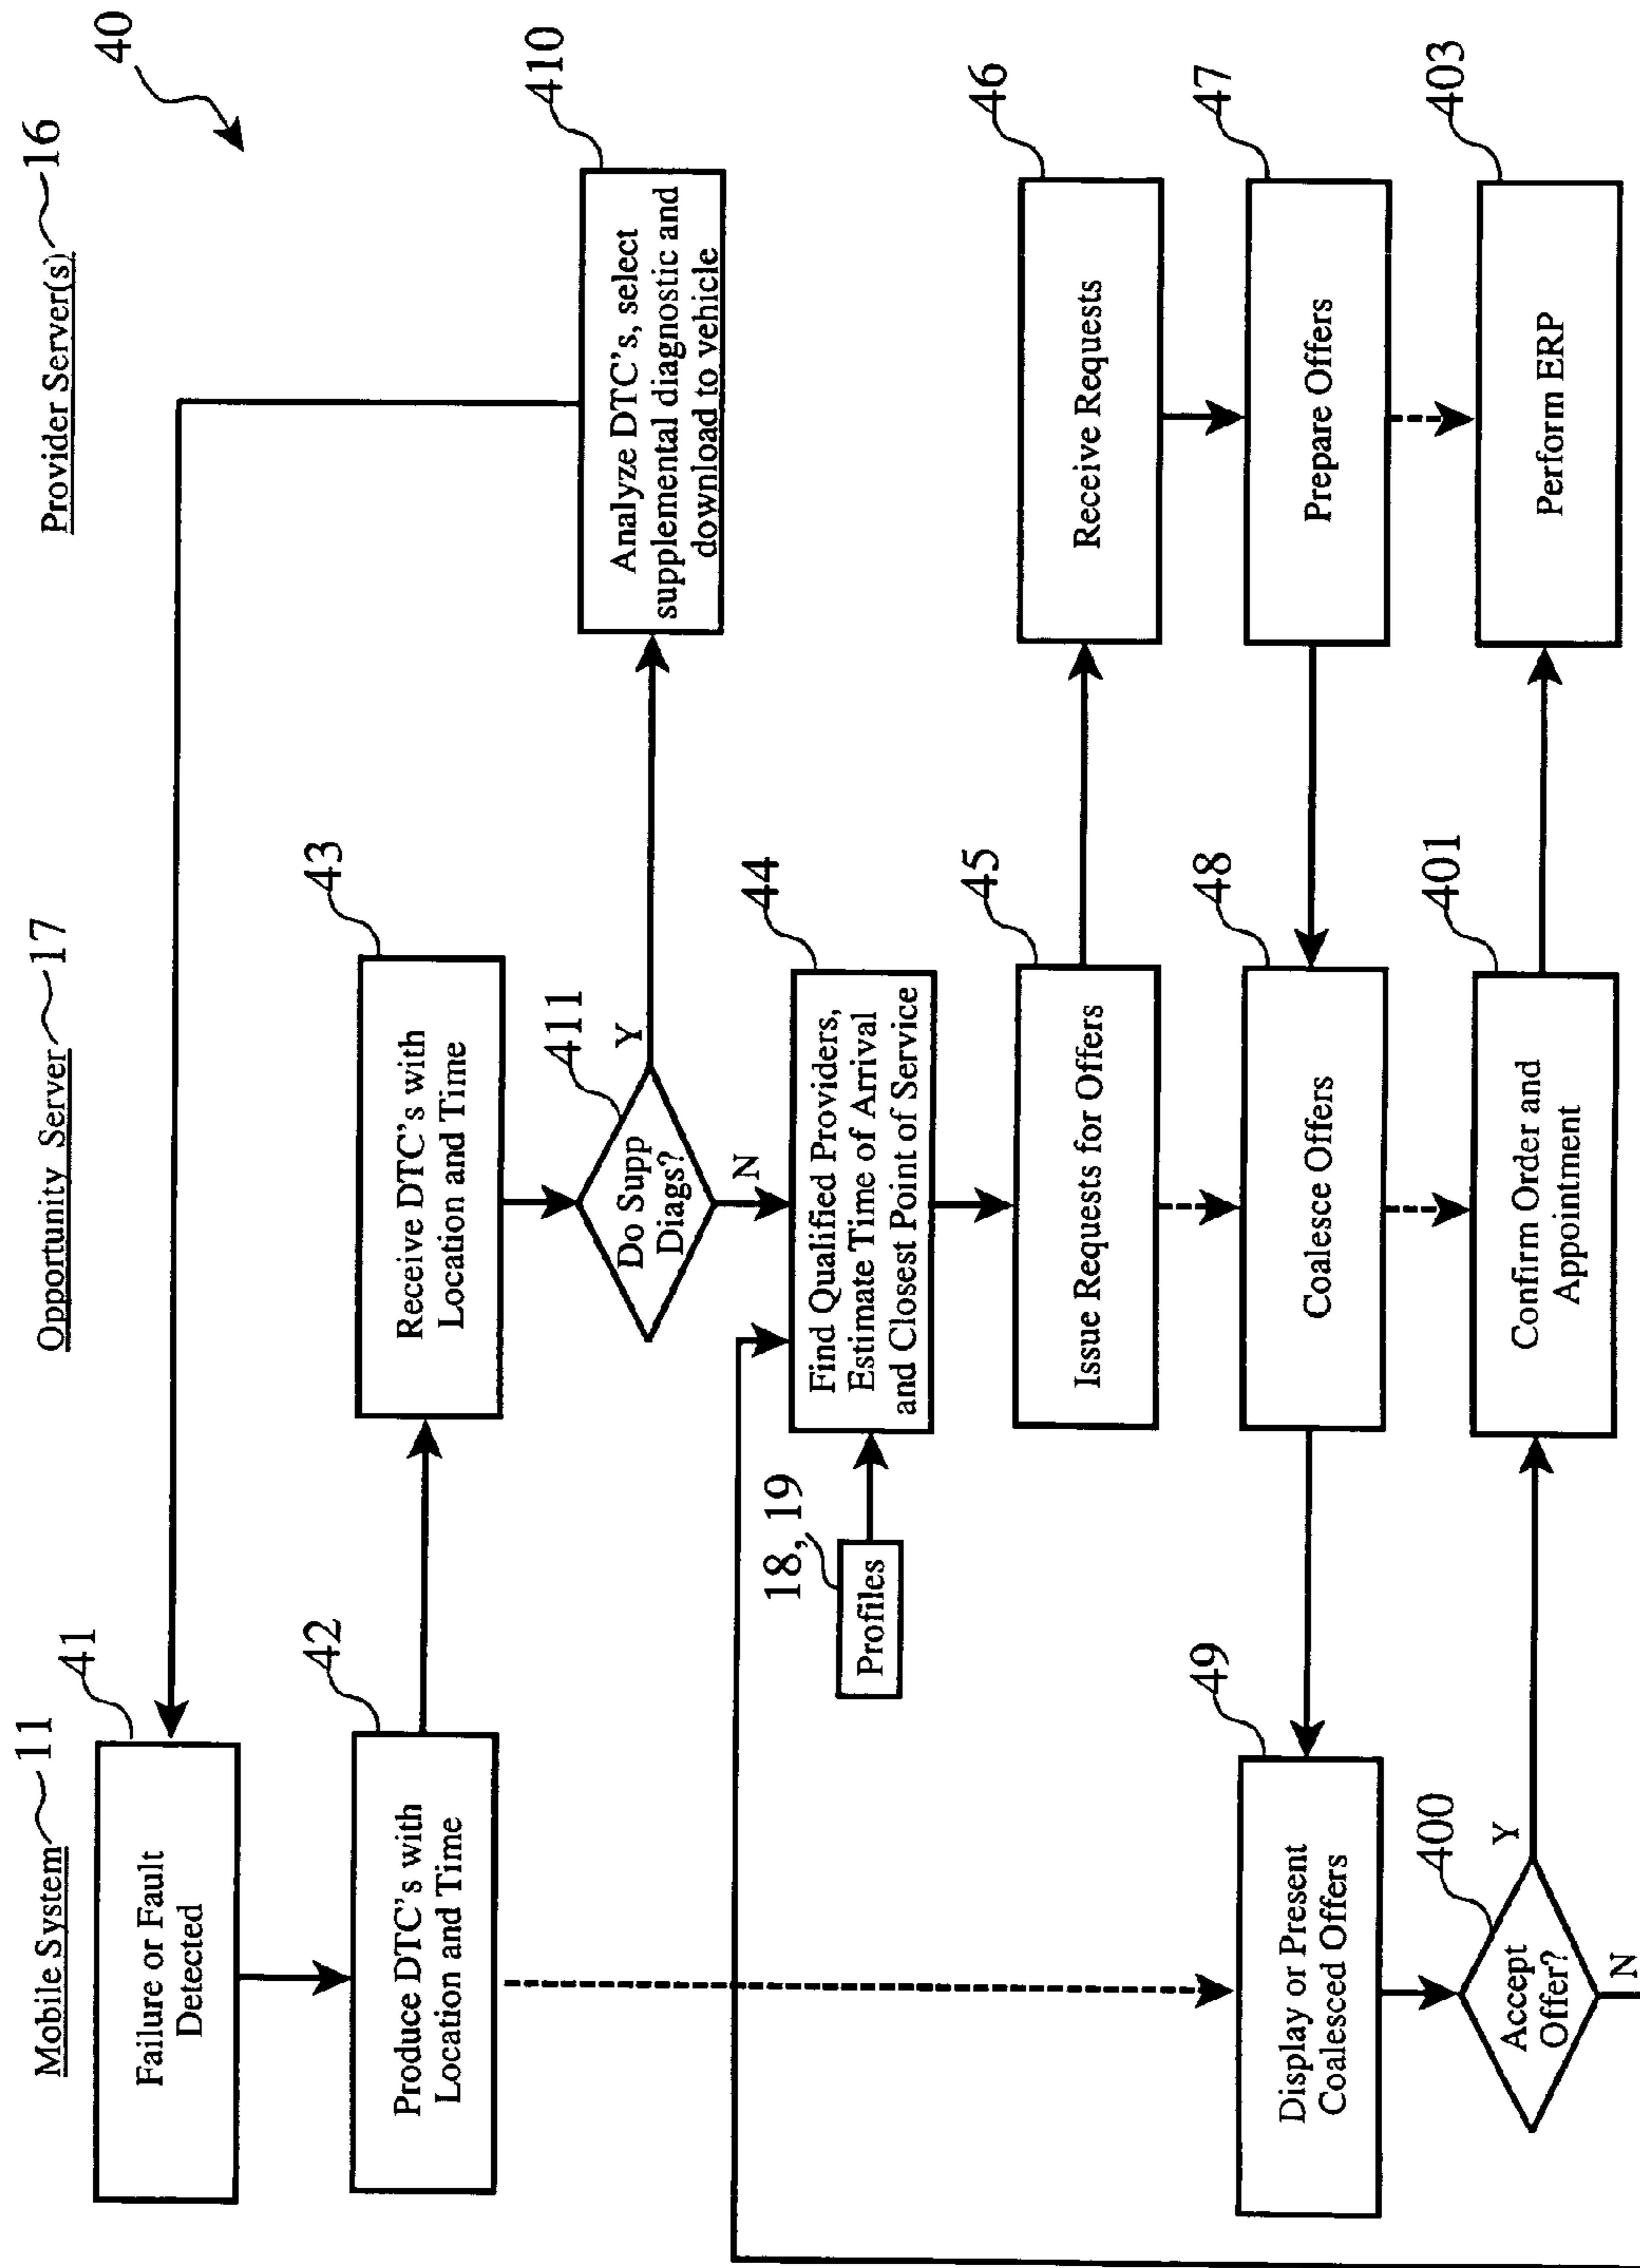 Mobile System 11
Opportunity Server 17
Provider Server(s) 16
40
41
Failure or Fault
Detected
42
Produce DTC's with
Location and Time
43
Receive DTC's with
Location and Time
411
Do Supp
Diags?
Y
N
410
Analyze DTC's, select
supplemental diagnostic and
download to vehicle
18, 19
Profiles
44
Find Qualified Providers,
Estimate Time of Arrival
and Closest Point of Service
45
Issue Requests for Offers
46
Receive Requests
47
Prepare Offers
48
Coalesce Offers
49
Display or Present
Coalesced Offers
400
Accept
Offer?
Y
N
401
Confirm Order and
Appointment
403
Perform ERP